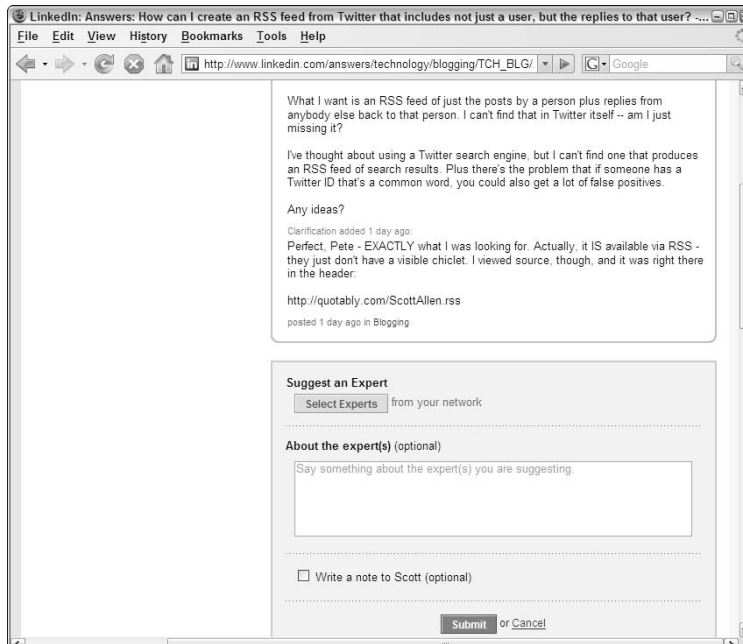 LinkedIn: Answers: How can I create an RSS feed from Twitter that includes not just a user, but the replies to that user? -...
File Edit View History Bookmarks Tools Help
http://www.linkedin.com/answers/technology/blogging/TCH_BLG/.
G Google
What I want is an RSS feed of just the posts by a person plus replies from
anybody else back to that person. I can't find that in Twitter itself -- am I just
missing it?
I've thought about using a Twitter search engine, but I can't find one that produces
an RSS feed of search results. Plus there's the problem that if someone has a
Twitter ID that's a common word, you could also get a lot of false positives.
Any ideas?
Clarification added 1 day ago:
Perfect, Pete - EXACTLY what I was looking for. Actually, it IS available via RSS -
they just don't have a visible chiclet. I viewed source, though, and it was right there
in the header:
http://quotably.com/ScottAllen.rss
posted 1 day ago in Blogging
Suggest an Expert
Select Experts from your network
About the expert(s) (optional)
Say something about the expert(s) you are suggesting.
Write a note to Scott (optional)
Submit or Cancel